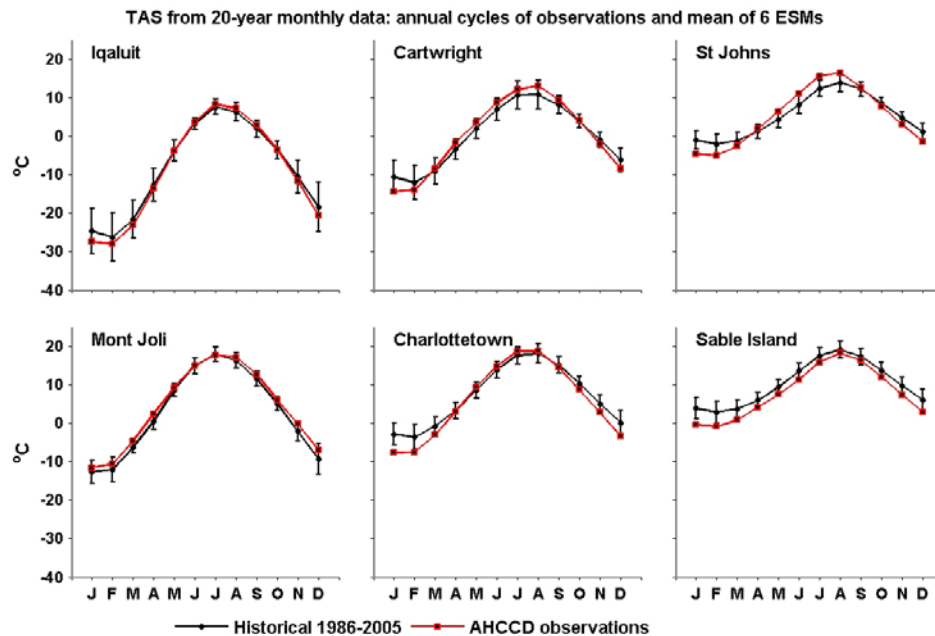 TAS from 20-year monthly data: annual cycles of observations and mean of 6 ESMs
Iqaluit
Cartwright
St Johns
20
10
0
-10
-20
-30
-40
ºC
Mont Joli
Charlottetown
Sable Island
20
10
0
-10
-20
-30
-40
ºC
J F M A M J J A S O N D
J F M A M J J A S O N D
J F M A M J J A S O N D
Historical 1986-2005
AHCCD observations